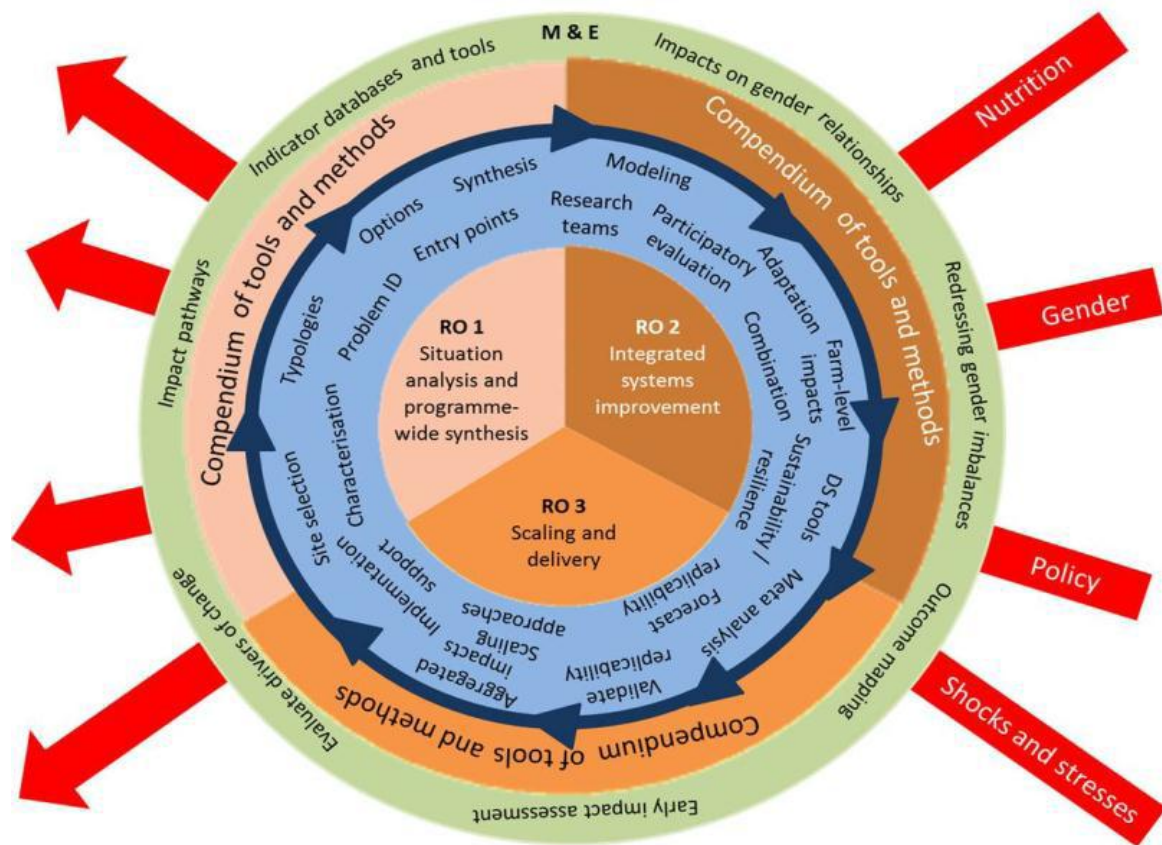 M & E
Impacts on gender relationships
Redressing gender imbalances
Outcome mapping
Early impact assessment
Evaluate drivers of change
Impact pathways
Indicator databases and tools
Compendium of tools and methods
Compendium of tools and methods
Compendium of tools and methods
Synthesis
Modeling
Adaptation
Farm-level
impacts
DS tools
Meta analysis
Validate
replicability
Aggregated
impacts
Implemntation
support
Site selection
Typologies
Options
Entry points
Research
teams
Participatory
evaluation
Combination
Sustainability /
resilience
Forecast
replicability
Scaling
approaches
Characterisation
Problem ID
RO 1
Situation
analysis and
programme-
wide synthesis
RO 2
Integrated
systems
improvement
RO 3
Scaling and
delivery
Nutrition
Gender
Policy
Shocks and stresses